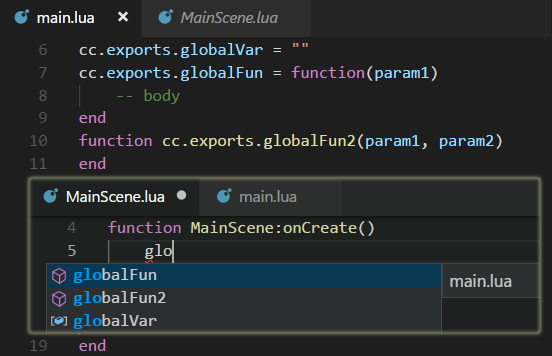 main.lua × MainScene.lua
6 cc.exports.globalVar = ""
7 cc.exports.globalFun = function(param1)
8 -- body
9 end
10 function cc.exports.globalFun2(param1, param2)
11 end
MainScene.lua ● main.lua
4 function MainScene:onCreate()
5 glo
globalFun main.lua
globalFun2
globalVar
19 end